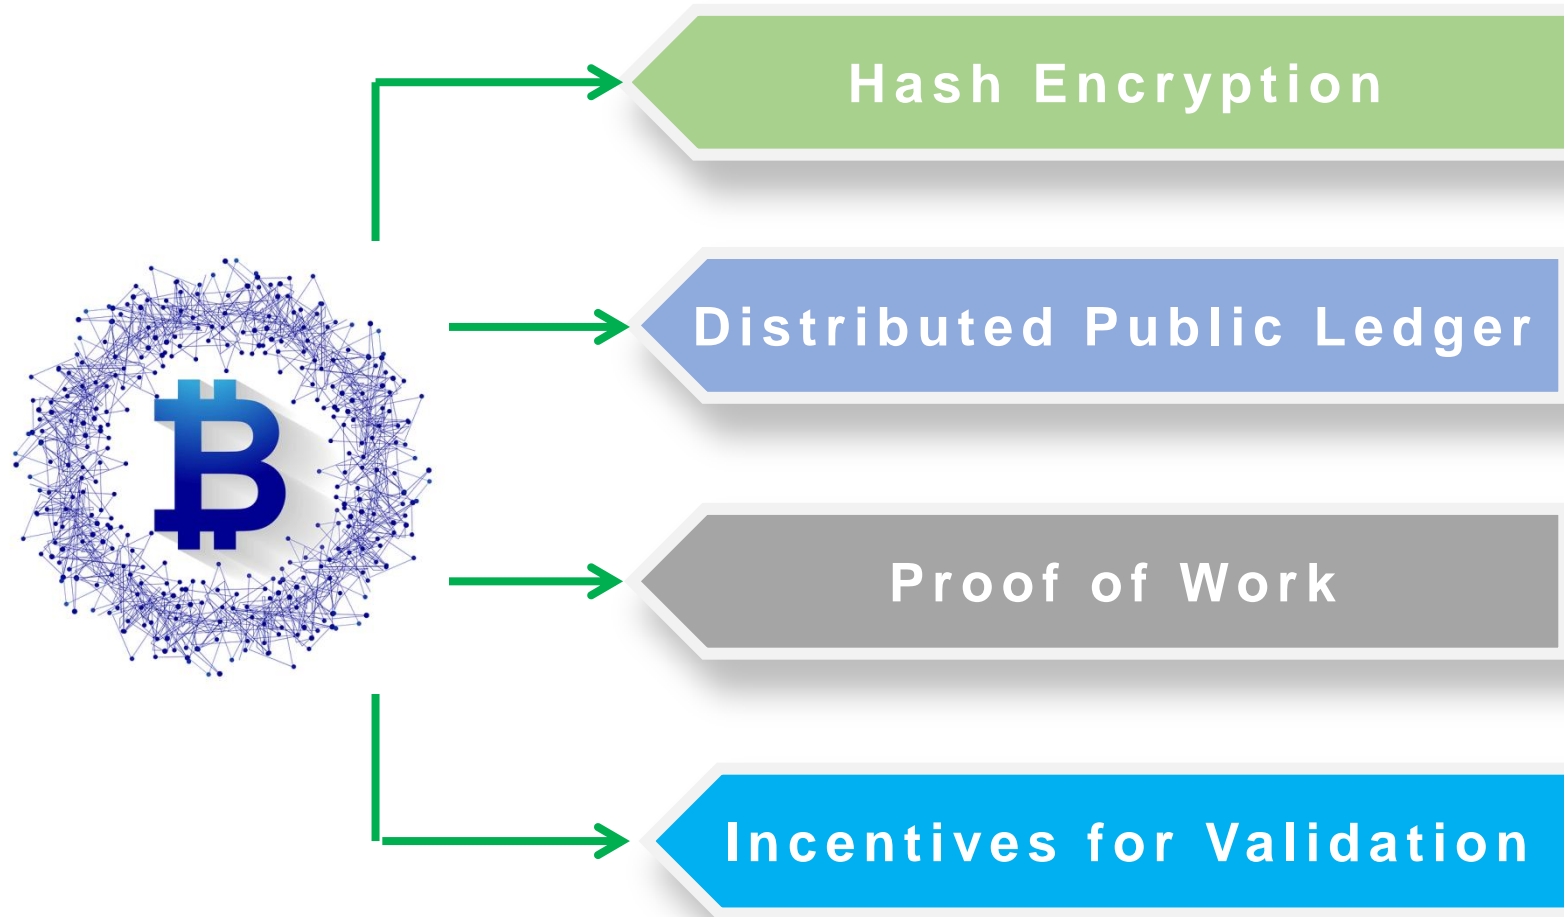 Hash Encryption
Distributed Public Ledger
Proof of Work
Incentives for Validation